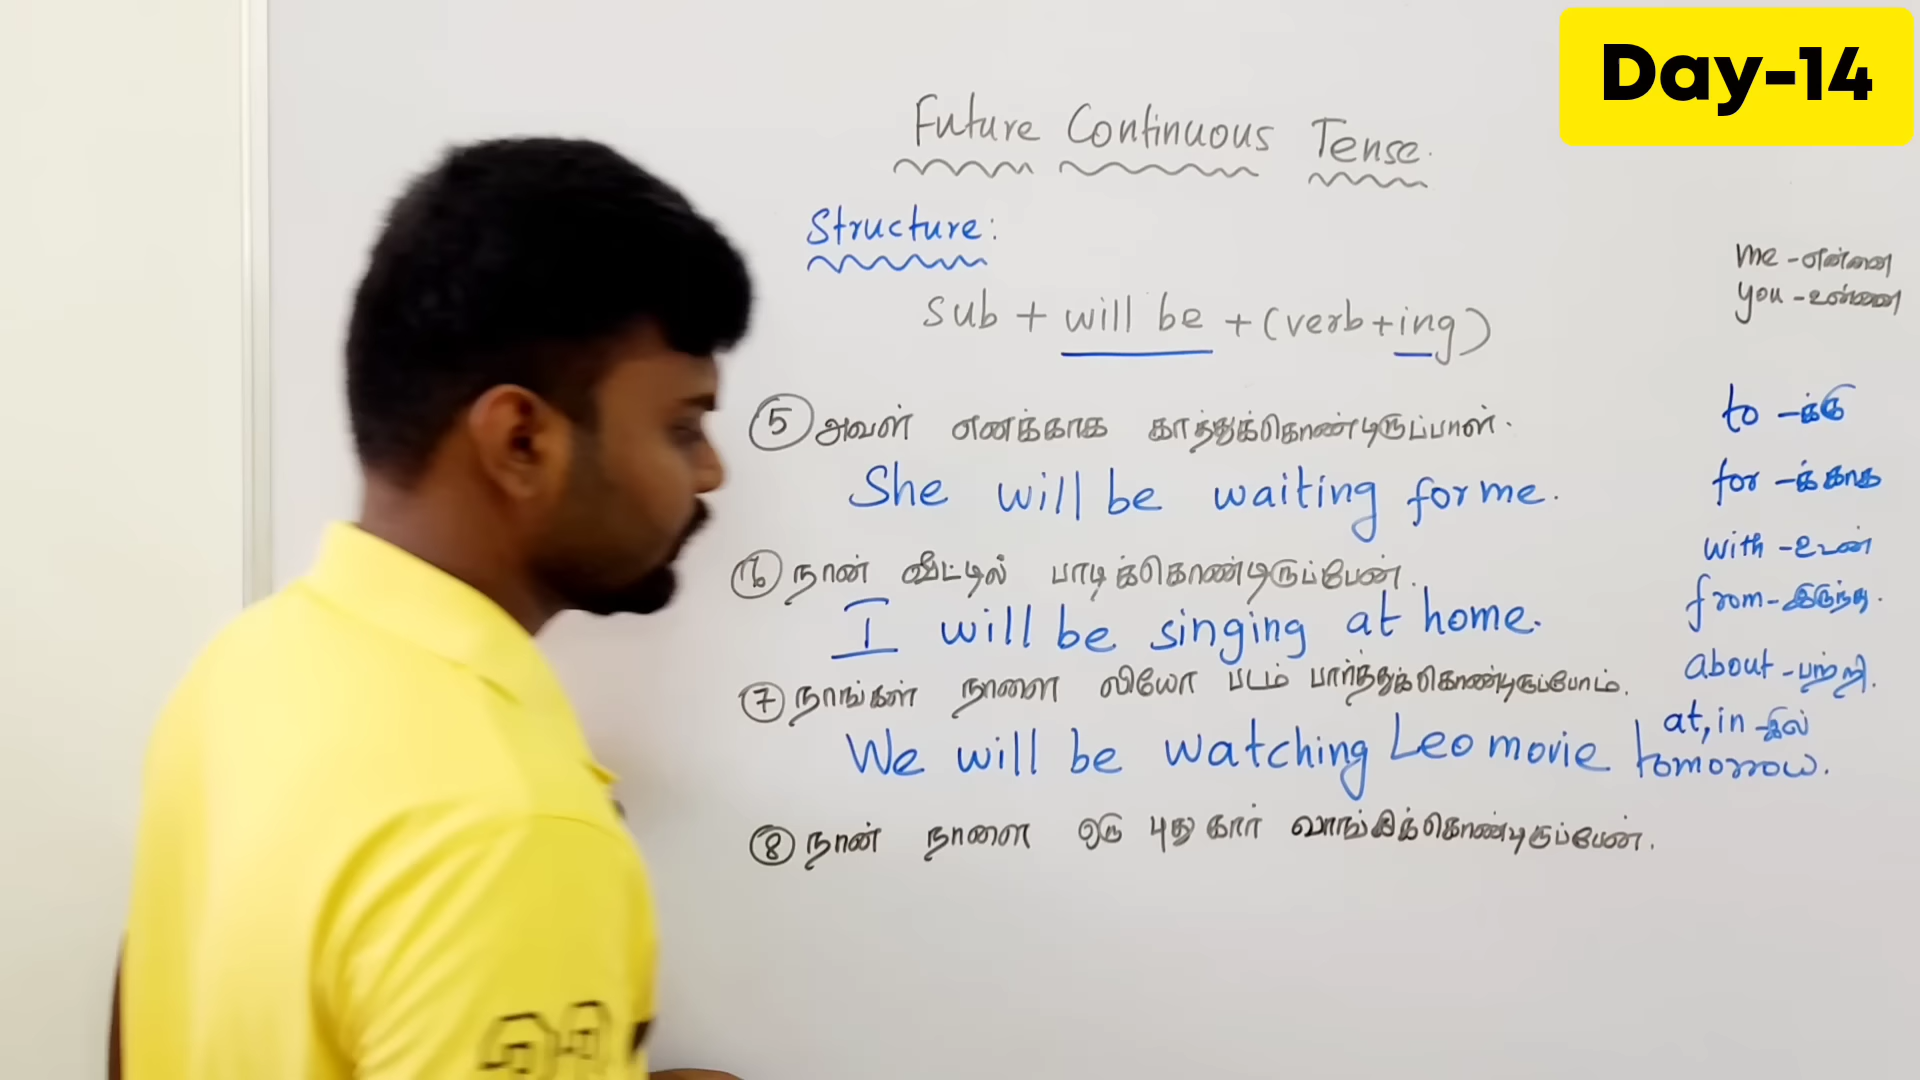 Day-14
Future Continuous Tense.
Structure:
sub + will be + (verb+ing)
me - என்னை
you - உன்னை
⑤ அவள் எனக்காக காத்துக்கொண்டிருப்பாள்.
She will be waiting for me.
⑥ நான் வீட்டில் பாடிக்கொண்டிருப்பேன்.
I will be singing at home.
⑦ நாங்கள் நாளை லியோ படம் பார்த்துக்கொண்டிருப்போம்.
We will be watching Leo movie tomorrow.
⑧ நான் நாளை ஒரு புது கார் வாங்கிக்கொண்டிருப்பேன்.
to - க்கு
for - க்காக
with - உடன்
from - இருந்து.
about - பற்றி.
at, in - இல்